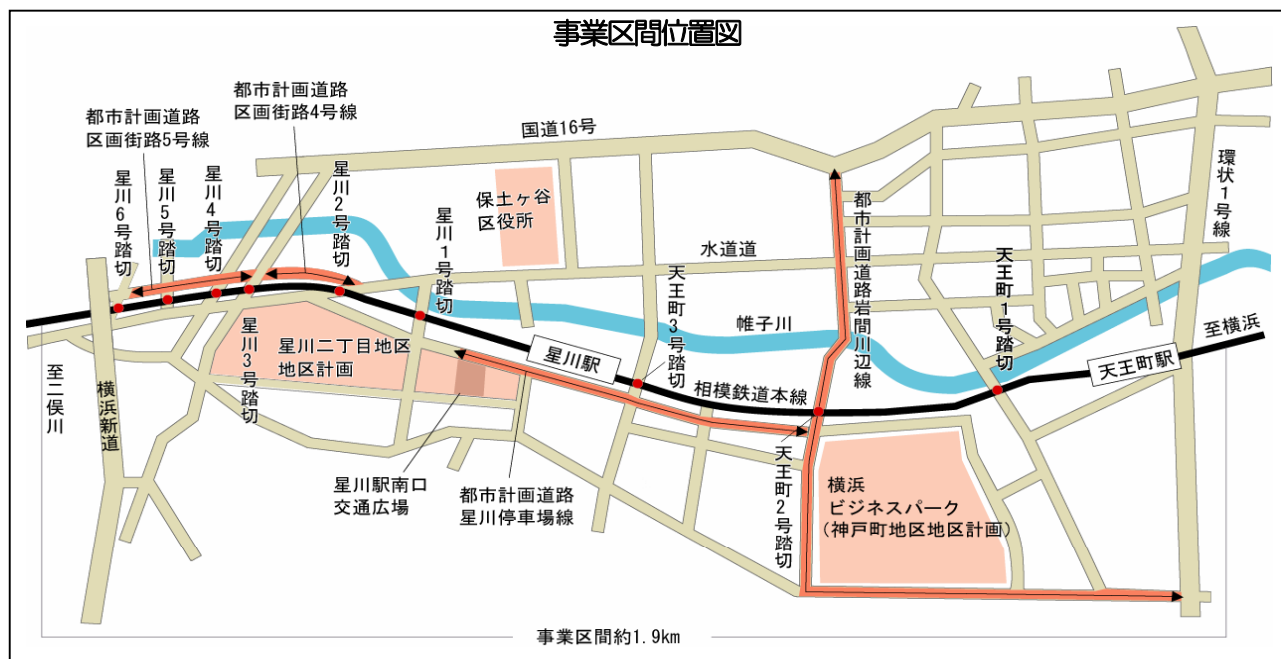 事業区間位置図
都市計画道路
区画街路5号線
都市計画道路
区画街路4号線
国道16号
環状1号線
星川6号踏切
星川5号踏切
星川4号踏切
星川2号踏切
星川1号踏切
保土ヶ谷
区役所
水道道
都市計画道路岩間川辺線
天王町3号踏切
天王町1号踏切
帷子川
至横浜
天王町駅
星川駅
相模鉄道本線
星川3号踏切
星川二丁目地区
地区計画
至二俣川
横浜新道
星川駅南口
交通広場
都市計画道路
星川停車場線
天王町2号踏切
横浜
ビジネスパーク
(神戸町地区地区計画)
事業区間約1.9km